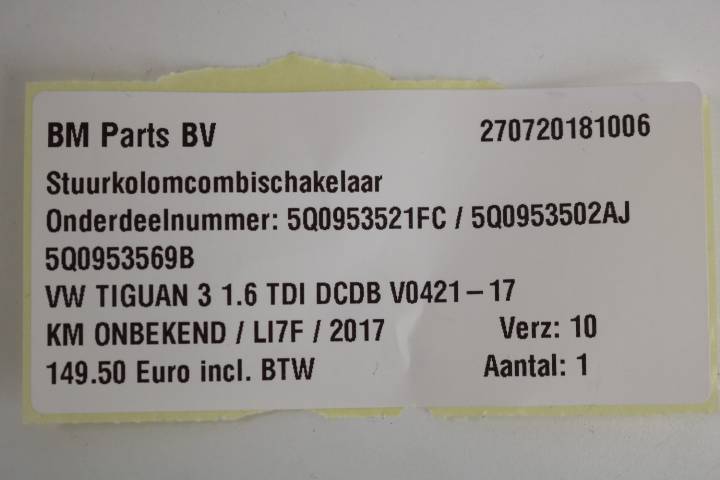 BM Parts BV 270720181006
Stuurkolomcombischakelaar
Onderdeelnummer: 5Q0953521FC / 5Q0953502AJ
5Q0953569B
VW TIGUAN 3 1.6 TDI DCDB V0421-17
KM ONBEKEND / LI7F / 2017 Verz: 10
149.50 Euro incl. BTW Aantal: 1